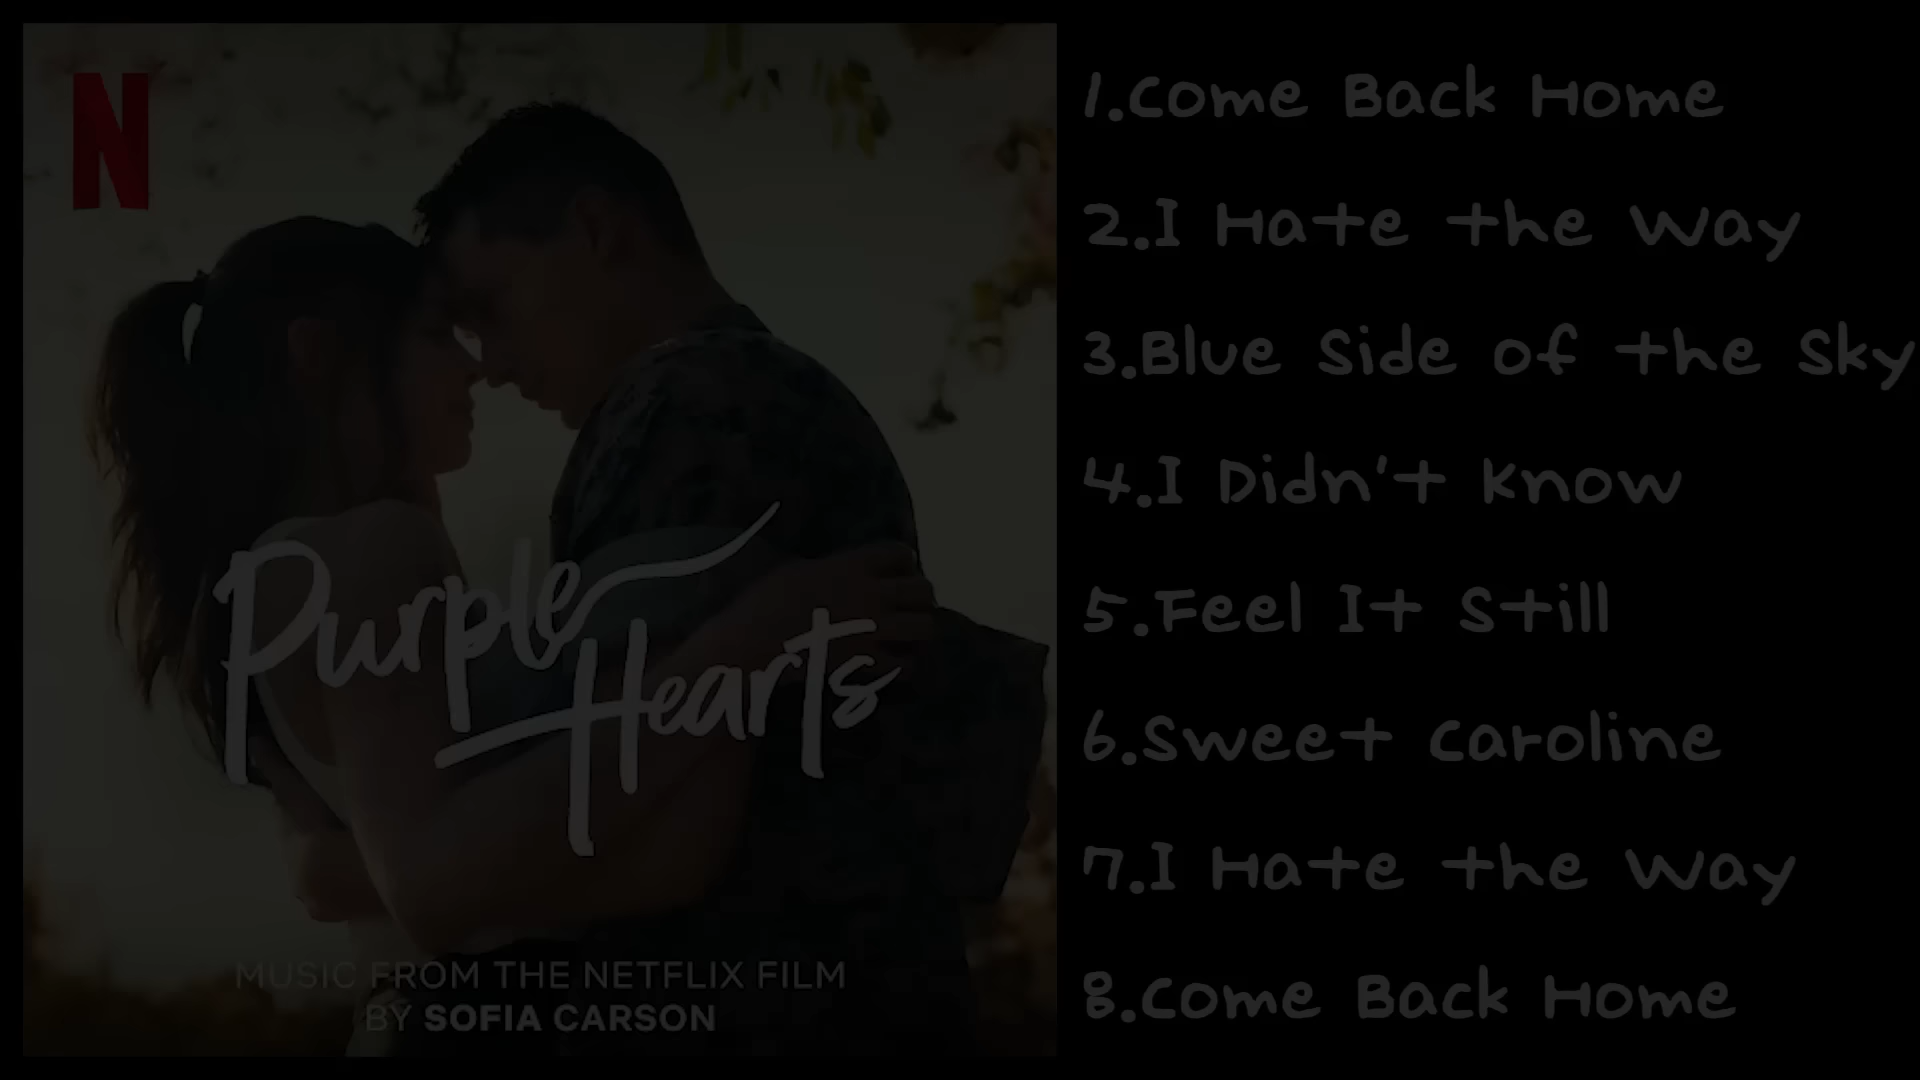 N
Purple
Hearts
MUSIC FROM THE NETFLIX FILM
BY SOFIA CARSON
1.Come Back Home
2.I Hate the Way
3.Blue Side of the Sky
4.I Didn't Know
5.Feel It Still
6.Sweet Caroline
7.I Hate the Way
8.Come Back Home